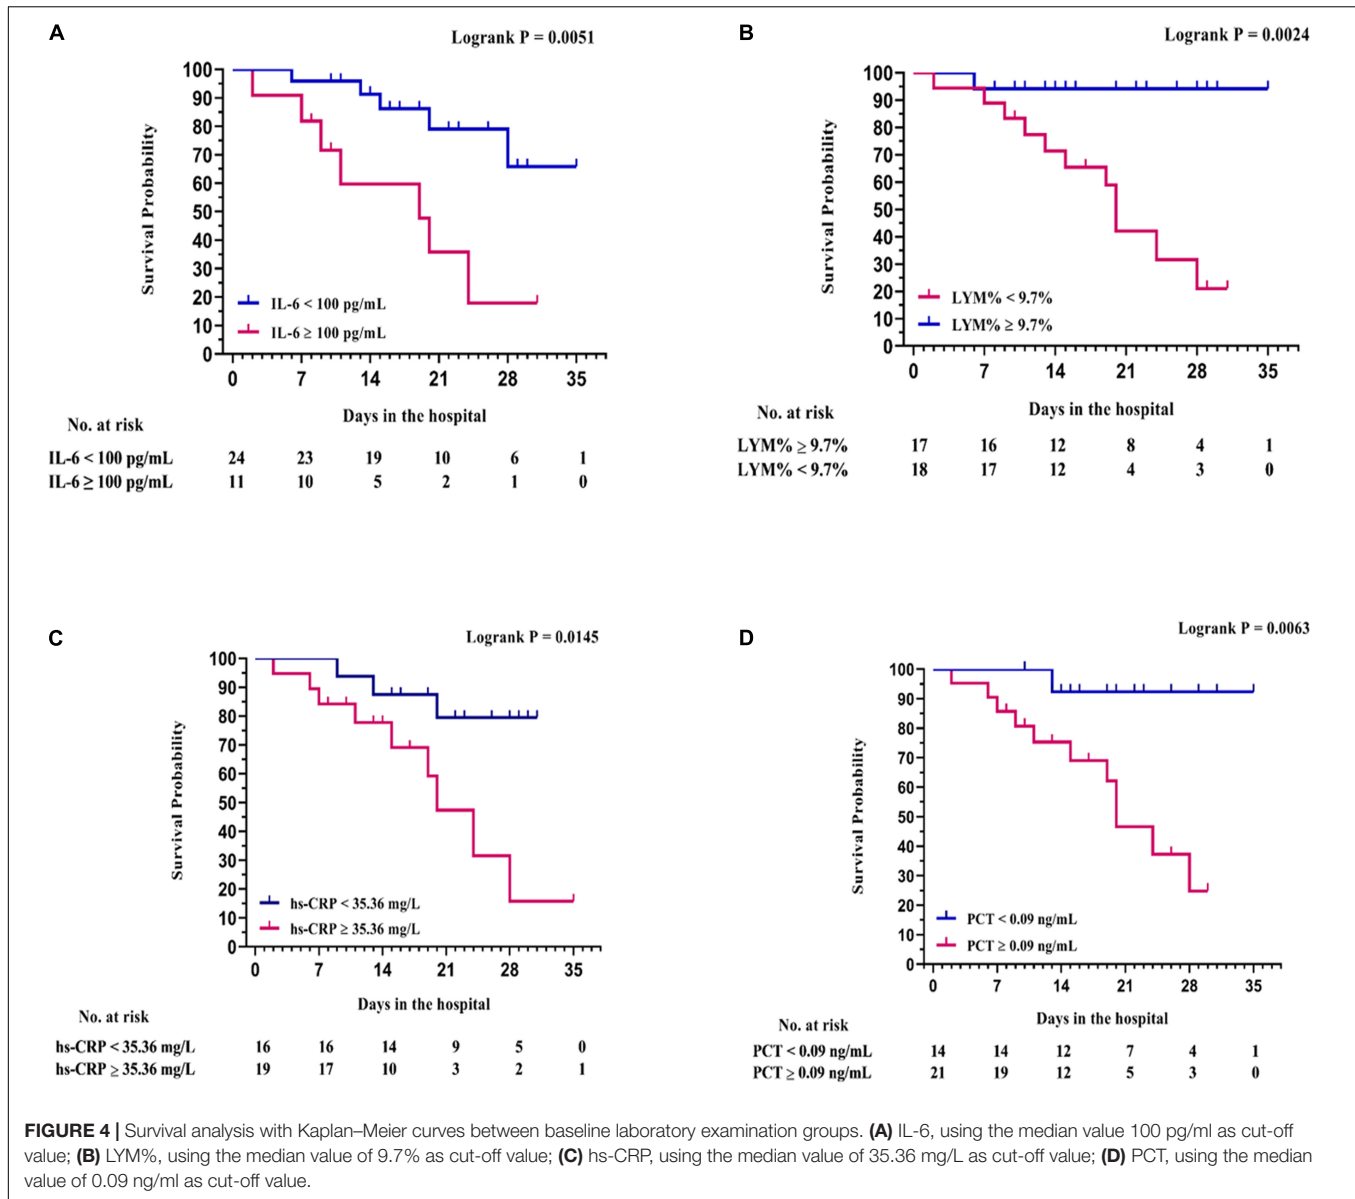 A
Logrank P = 0.0051
100
90
80
70
60
50
40
30
20
10
0
Survival Probability
IL-6 < 100 pg/mL
IL-6 ≥ 100 pg/mL
0 7 14 21 28 35
Days in the hospital
No. at risk
IL-6 < 100 pg/mL 24 23 19 10 6 1
IL-6 ≥ 100 pg/mL 11 10 5 2 1 0
B
Logrank P = 0.0024
100
90
80
70
60
50
40
30
20
10
0
Survival Probability
LYM% < 9.7%
LYM% ≥ 9.7%
0 7 14 21 28 35
Days in the hospital
No. at risk
LYM% ≥ 9.7% 17 16 12 8 4 1
LYM% < 9.7% 18 17 12 4 3 0
C
Logrank P = 0.0145
100
90
80
70
60
50
40
30
20
10
0
Survival Probability
hs-CRP < 35.36 mg/L
hs-CRP ≥ 35.36 mg/L
0 7 14 21 28 35
Days in the hospital
No. at risk
hs-CRP < 35.36 mg/L 16 16 14 9 5 0
hs-CRP ≥ 35.36 mg/L 19 17 10 3 2 1
D
Logrank P = 0.0063
100
90
80
70
60
50
40
30
20
10
0
Survival Probability
PCT < 0.09 ng/mL
PCT ≥ 0.09 ng/mL
0 7 14 21 28 35
Days in the hospital
No. at risk
PCT < 0.09 ng/mL 14 14 12 7 4 1
PCT ≥ 0.09 ng/mL 21 19 12 5 3 0
FIGURE 4 | Survival analysis with Kaplan–Meier curves between baseline laboratory examination groups. (A) IL-6, using the median value 100 pg/ml as cut-off
value; (B) LYM%, using the median value of 9.7% as cut-off value; (C) hs-CRP, using the median value of 35.36 mg/L as cut-off value; (D) PCT, using the median
value of 0.09 ng/ml as cut-off value.